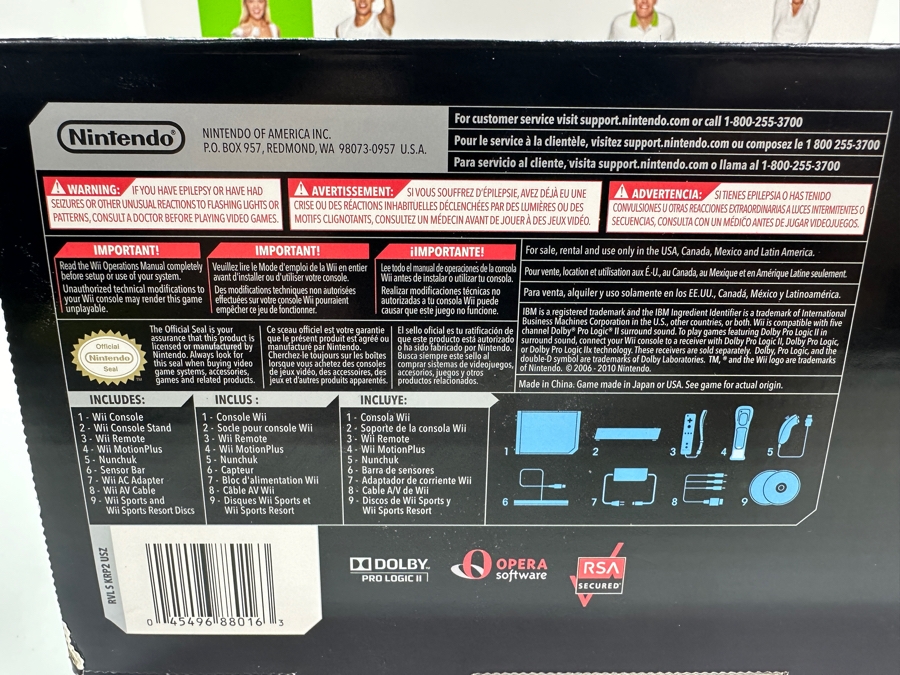 Nintendo®
NINTENDO OF AMERICA INC.
P.O. BOX 957, REDMOND, WA 98073-0957 U.S.A.
For customer service visit support.nintendo.com or call 1-800-255-3700
Pour le service à la clientèle, visitez support.nintendo.com ou composez le 1 800 255-3700
Para servicio al cliente, visita support.nintendo.com o llama al 1-800-255-3700
WARNING: IF YOU HAVE EPILEPSY OR HAVE HAD
SEIZURES OR OTHER UNUSUAL REACTIONS TO FLASHING LIGHTS OR
PATTERNS, CONSULT A DOCTOR BEFORE PLAYING VIDEO GAMES.
AVERTISSEMENT: SI VOUS SOUFFREZ D'ÉPILEPSIE, AVEZ DÉJÀ EU UNE
CRISE OU DES RÉACTIONS INHABITUELLES DÉCLENCHÉES PAR DES LUMIÈRES OU DES
MOTIFS CLIGNOTANTS, CONSULTEZ UN MÉDECIN AVANT DE JOUER À DES JEUX VIDÉO.
ADVERTENCIA: SI TIENES EPILEPSIA O HAS TENIDO
CONVULSIONES U OTRAS REACCIONES EXTRAORDINARIAS A LUCES INTERMITENTES O
SECUENCIAS, CONSULTA CON UN MÉDICO ANTES DE JUGAR VIDEOJUEGOS.
IMPORTANT!
Read the Wii Operations Manual completely
before setup or use of your system.
Unauthorized technical modifications to
your Wii console may render this game
unplayable.
IMPORTANT!
Veuillez lire le Mode d'emploi de la Wii en entier
avant d'installer ou d'utiliser votre console.
Des modifications techniques non autorisées
effectuées sur votre console Wii pourraient
empêcher ce jeu de fonctionner.
¡IMPORTANTE!
Lee todo el manual de operaciones de la consola
Wii antes de instalar o utilizar tu consola.
Realizar modificaciones técnicas no
autorizadas a tu consola Wii puede
causar que este juego no funcione.
For sale, rental and use only in the USA, Canada, Mexico and Latin America.
Pour vente, location et utilisation aux É.-U., au Canada, au Mexique et en Amérique Latine seulement.
Para venta, alquiler y uso solamente en los EE.UU., Canadá, México y Latinoamérica.
IBM is a registered trademark and the IBM Ingredient Identifier is a trademark of International
Business Machines Corporation in the U.S., other countries, or both. Wii is compatible with five
channel Dolby® Pro Logic® II surround sound. To play games featuring Dolby Pro Logic II in
surround sound, connect your Wii console to a receiver with Dolby Pro Logic II, Dolby Pro Logic,
or Dolby Pro Logic IIx technology. These receivers are sold separately. Dolby, Pro Logic, and the
double-D symbol are trademarks of Dolby Laboratories. TM, ® and the Wii logo are trademarks
of Nintendo. © 2006 - 2010 Nintendo.
Made in China. Game made in Japan or USA. See game for actual origin.
Official
Nintendo
Seal
The Official Seal is your
assurance that this product is
licensed or manufactured by
Nintendo. Always look for
this seal when buying video
game systems, accessories,
games and related products.
Ce sceau officiel est votre garantie
que le présent produit est agréé ou
manufacturé par Nintendo.
Cherchez-le toujours sur les boîtes
lorsque vous achetez des consoles
de jeux vidéo, des accessoires, des
jeux et d'autres produits apparentés.
El sello oficial es tu ratificación de
que este producto está autorizado
o ha sido fabricado por Nintendo.
Busca siempre este sello al
comprar sistemas de videojuegos,
accesorios, juegos y otros
productos relacionados.
INCLUDES:
1 - Wii Console
2 - Wii Console Stand
3 - Wii Remote
4 - Wii MotionPlus
5 - Nunchuk
6 - Sensor Bar
7 - Wii AC Adapter
8 - Wii AV Cable
9 - Wii Sports and
Wii Sports Resort Discs
INCLUS :
1 - Console Wii
2 - Socle pour console Wii
3 - Wii Remote
4 - Wii MotionPlus
5 - Nunchuk
6 - Capteur
7 - Bloc d'alimentation Wii
8 - Câble AV Wii
9 - Disques Wii Sports et
Wii Sports Resort
INCLUYE:
1 - Consola Wii
2 - Soporte de la consola Wii
3 - Wii Remote
4 - Wii MotionPlus
5 - Nunchuk
6 - Barra de sensores
7 - Adaptador de corriente Wii
8 - Cable A/V de Wii
9 - Discos de Wii Sports y
Wii Sports Resort
1 2 3 4 5
6 7 8 9
RVL S KRP2 USZ
0 45496 88016 3
DOLBY
PRO LOGIC II
OPERA
software
RSA
SECURED